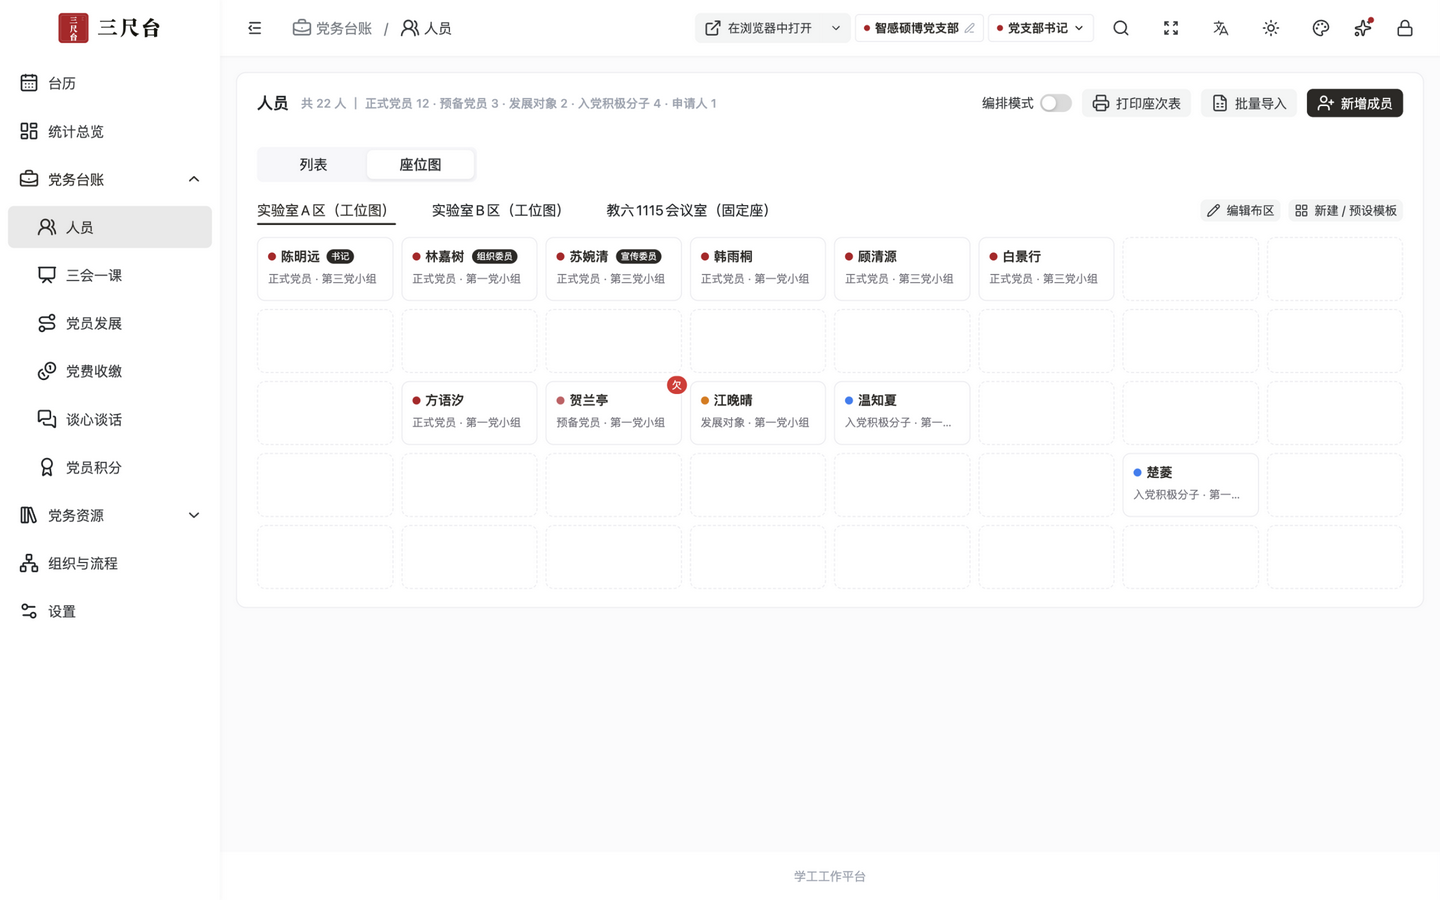 三尺台
三尺台
台历
统计总览
党务台账
人员
三会一课
党员发展
党费收缴
谈心谈话
党员积分
党务资源
组织与流程
设置
党务台账 / 人员
在浏览器中打开
智感硕博党支部
党支部书记
人员 共 22 人 | 正式党员 12 · 预备党员 3 · 发展对象 2 · 入党积极分子 4 · 申请人 1
编排模式
打印座次表
批量导入
新增成员
列表
座位图
实验室A区（工位图）
实验室B区（工位图）
教六1115会议室（固定座）
编辑布区
新建 / 预设模板
陈明远 书记
正式党员 · 第三党小组
林嘉树 组织委员
正式党员 · 第一党小组
苏婉清 宣传委员
正式党员 · 第三党小组
韩雨桐
正式党员 · 第一党小组
顾清源
正式党员 · 第三党小组
白景行
正式党员 · 第三党小组
方语汐
正式党员 · 第一党小组
欠
贺兰亭
预备党员 · 第一党小组
江晚晴
发展对象 · 第一党小组
温知夏
入党积极分子 · 第一...
楚菱
入党积极分子 · 第一...
学工工作平台